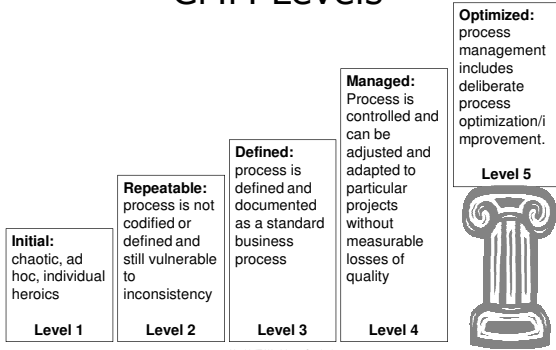 Initial:
chaotic, ad
hoc, individual
heroics
Level 1
Repeatable:
process is not
codified or
defined and
still vulnerable
to
inconsistency
Level 2
Defined:
process is
defined and
documented
as a standard
business
process
Level 3
Managed:
Process is
controlled and
can be
adjusted and
adapted to
particular
projects
without
measurable
losses of
quality
Level 4
Optimized:
process
management
includes
deliberate
process
optimization/i
mprovement.
Level 5